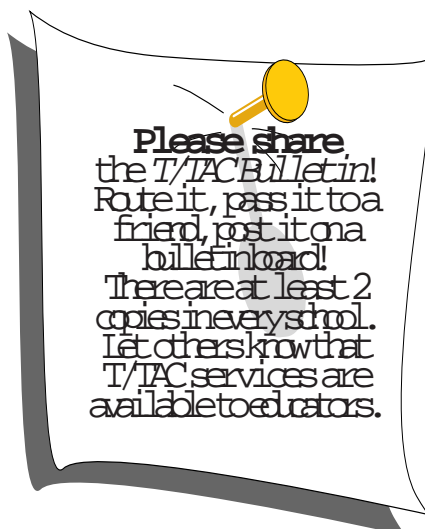 Please share
the T/TAC Bulletin!
Route it, pass it to a
friend, post it on a
bulletin board!
There are at least 2
copies in every school.
Let others know that
T/TAC services are
available to educators.